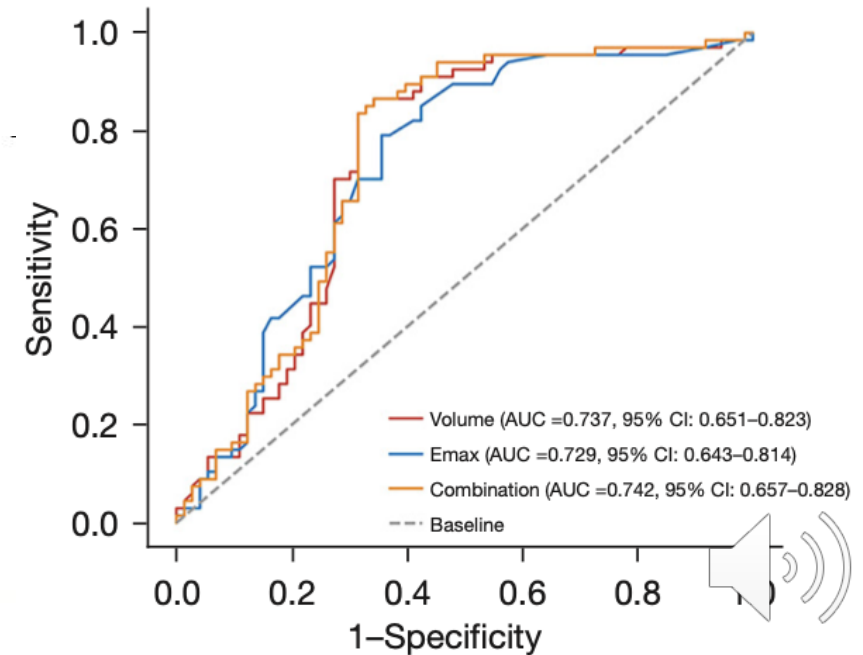 1.0
0.8
0.6
0.4
0.2
0.0
Sensitivity
Volume (AUC =0.737, 95% CI: 0.651–0.823)
Emax (AUC =0.729, 95% CI: 0.643–0.814)
Combination (AUC =0.742, 95% CI: 0.657–0.828)
Baseline
0.0 0.2 0.4 0.6 0.8
1–Specificity